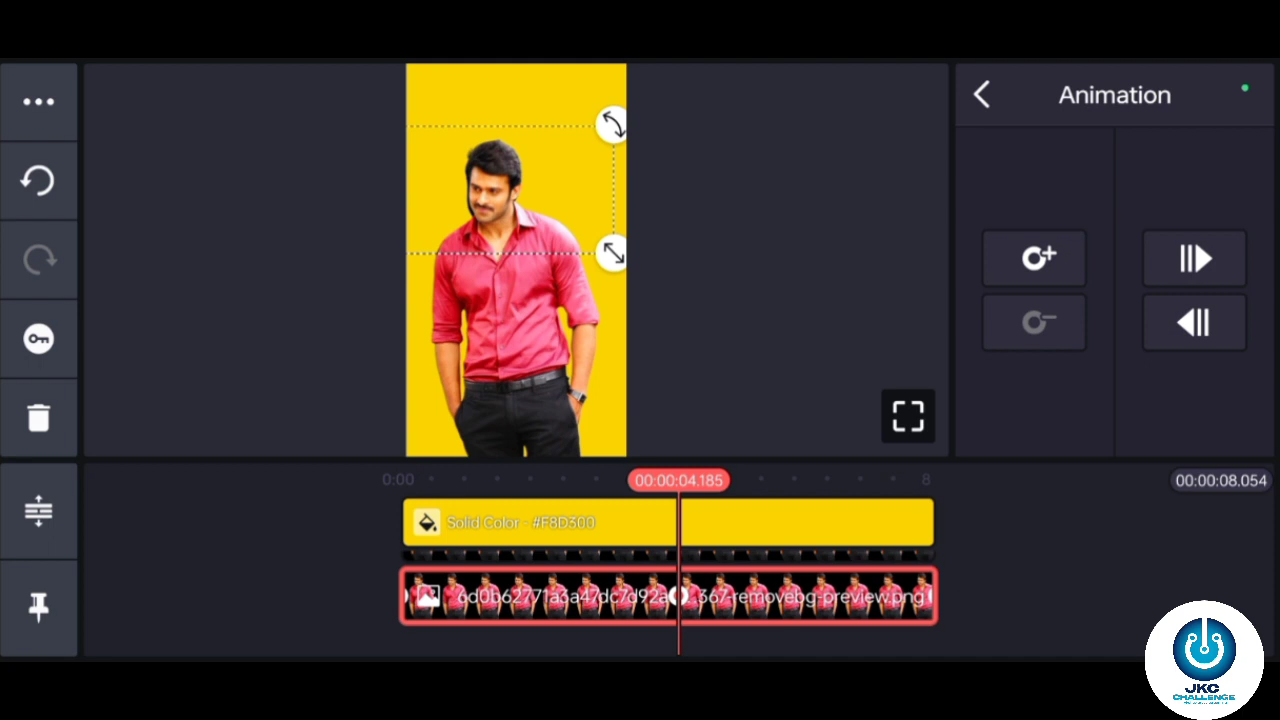 Animation
0:00
00:00:04.185
8
00:00:08.054
Solid Color - #F8D300
6d0b62771a3a47dc7d92a ...367-removebg-preview.png
JKC
CHALLENGE